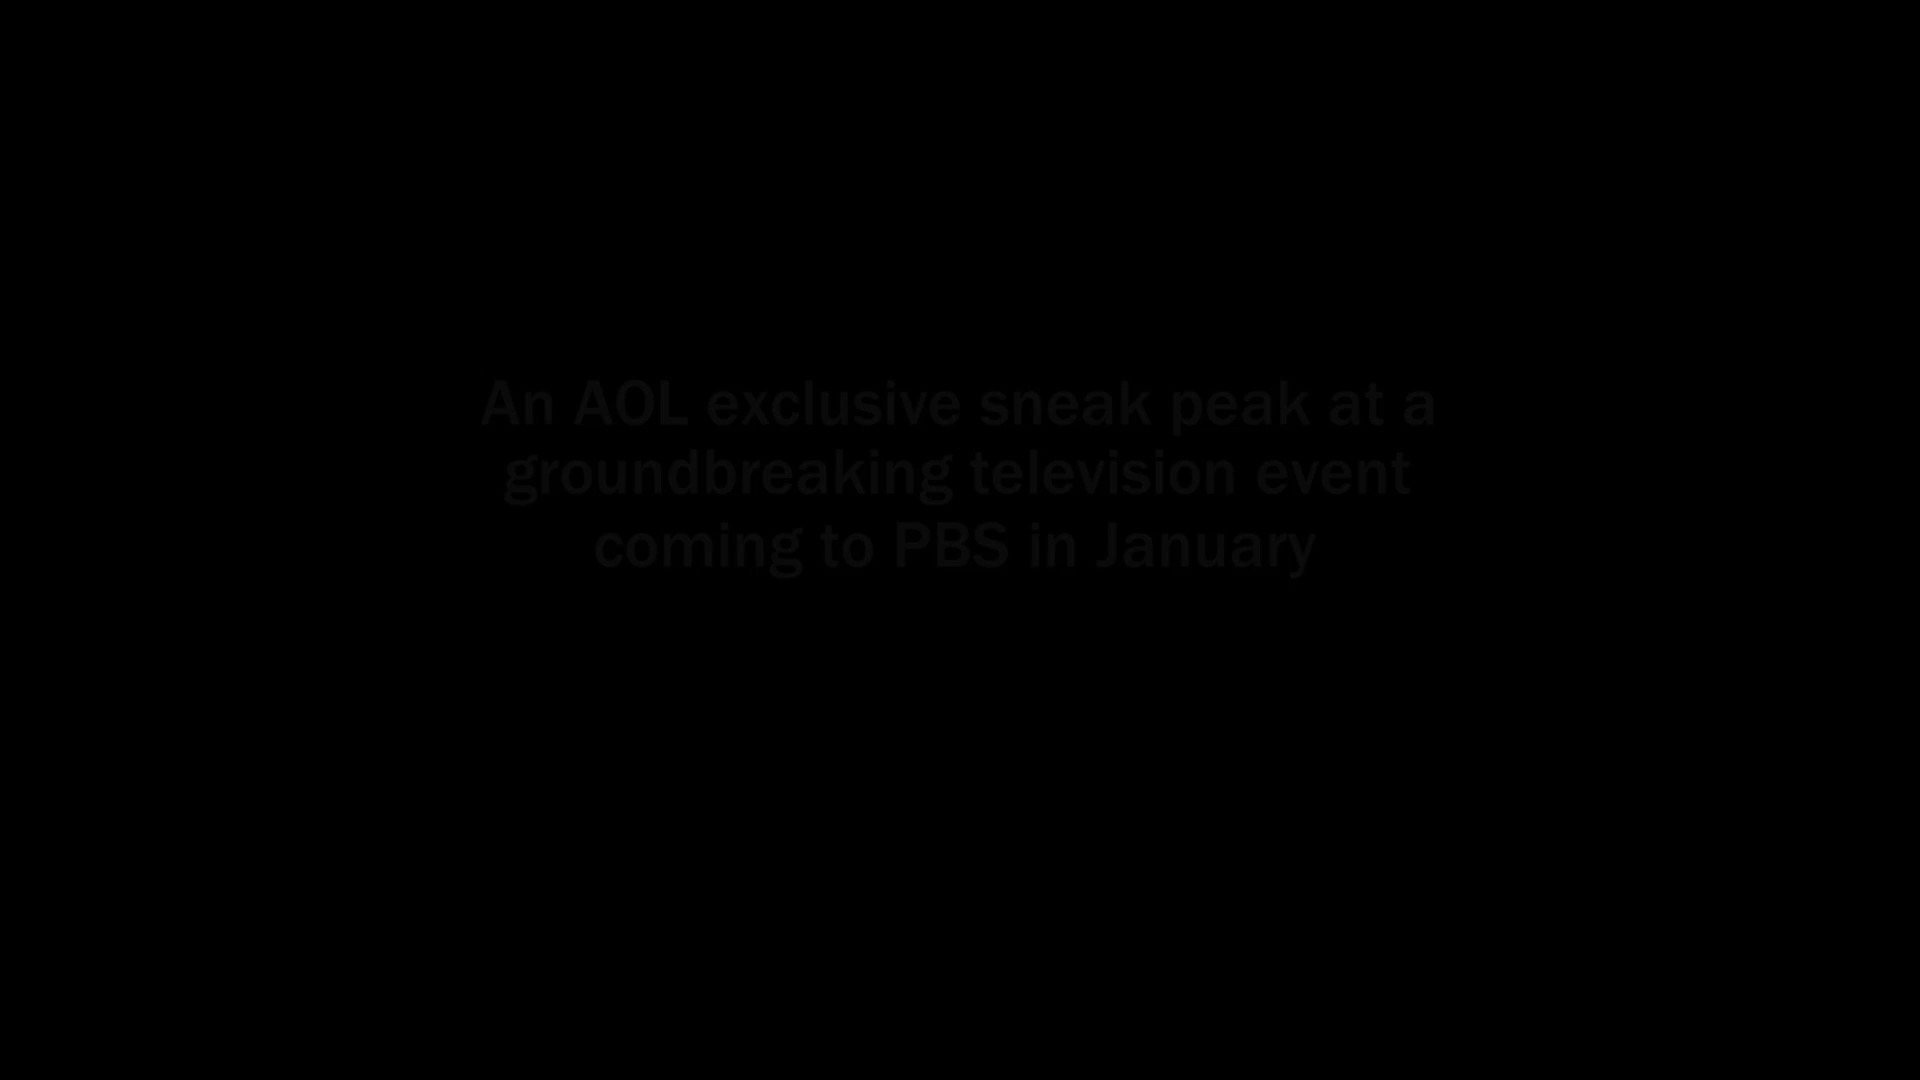 An AOL exclusive sneak peak at a
groundbreaking television event
coming to PBS in January